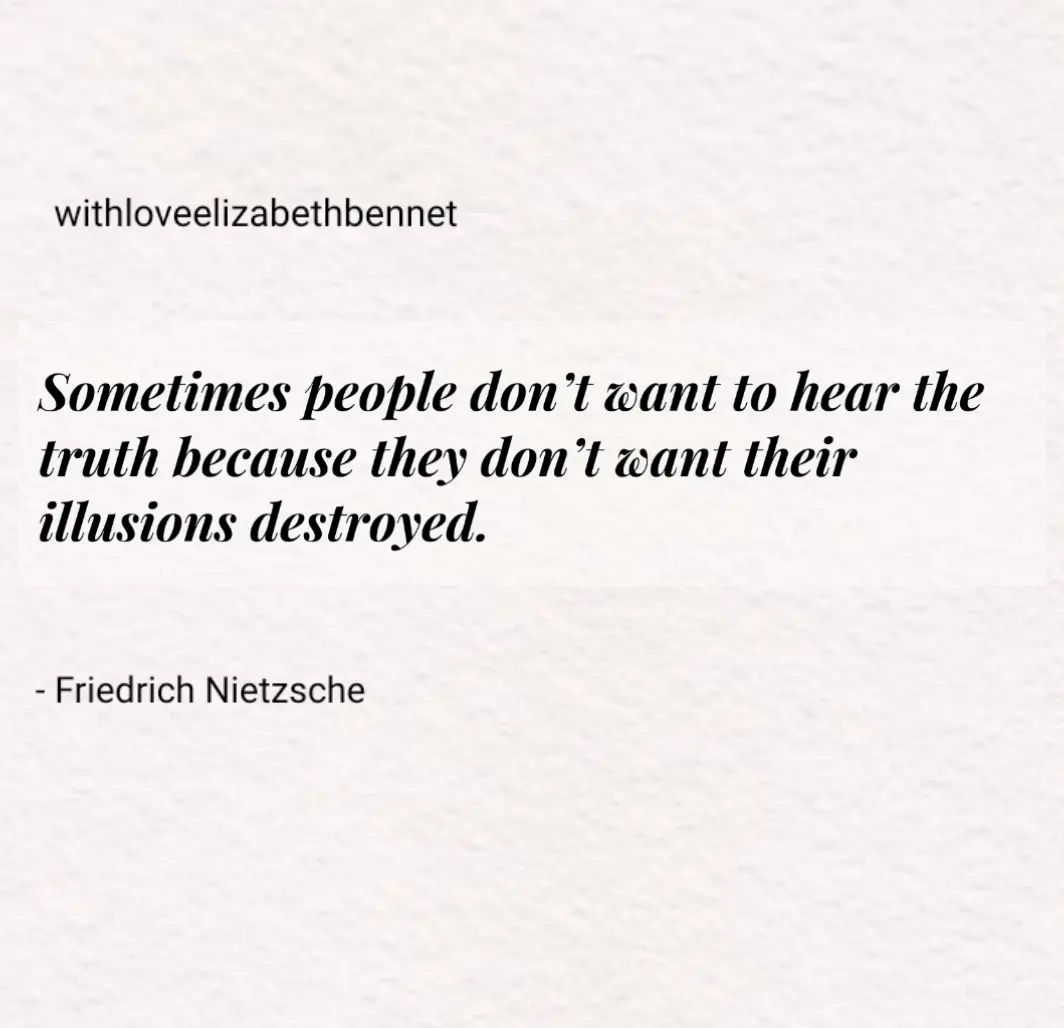 withloveelizabethbennet
Sometimes people don’t want to hear the
truth because they don’t want their
illusions destroyed.
- Friedrich Nietzsche